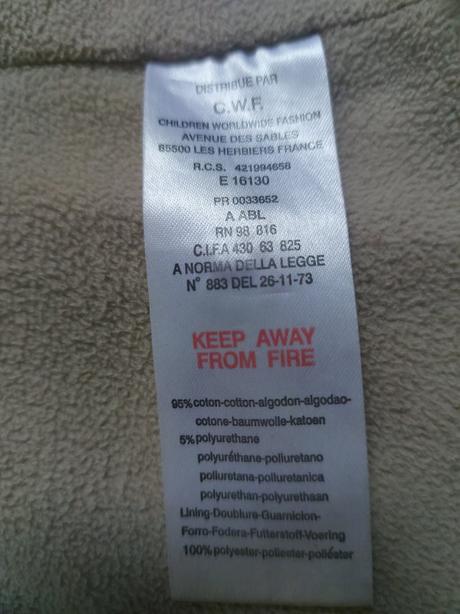 DISTRIBUE PAR
C.W.F.
CHILDREN WORLDWIDE FASHION
AVENUE DES SABLES
85500 LES HERBIERS FRANCE
R.C.S. 421994658
E 16130
PR 0033652
A ABL
RN 98 816
C.I.F.A 430 63 825
A NORMA DELLA LEGGE
N° 883 DEL 26-11-73
KEEP AWAY
FROM FIRE
95% coton-cotton-algodon-algodao-
cotone-baumwolle-katoen
5% polyurethane
polyuréthane-poliuretano
poliuretana-poliuretanica
polyurethan-polyurethaan
Lining-Doublure-Guarnicion-
Forro-Fodera-Futterstoff-Voering
100% polyester-poliester-poliéster